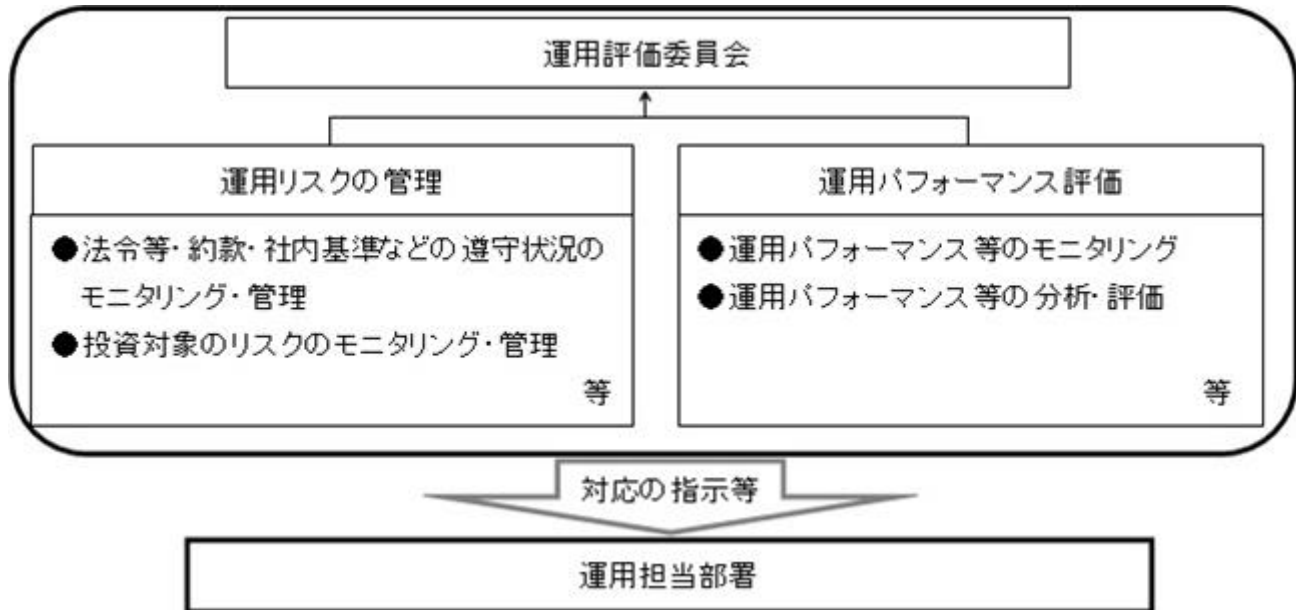 運用評価委員会
運用リスクの管理
●法令等・約款・社内基準などの遵守状況の
モニタリング・管理
●投資対象のリスクのモニタリング・管理
等
運用パフォーマンス評価
●運用パフォーマンス等のモニタリング
●運用パフォーマンス等の分析・評価
等
対応の指示等
運用担当部署